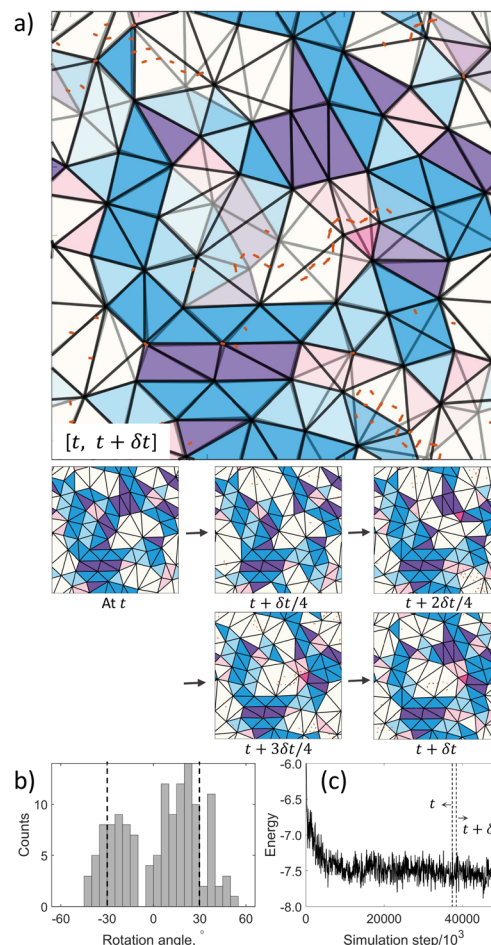 a)
[t, t + δt]
At t
t + δt/4
t + 2δt/4
t + 3δt/4
t + δt
b)
Counts
10
5
0
-60
-30
0
30
60
Rotation angle, °
(c)
Energy
-6.0
-6.5
-7.0
-7.5
-8.0
t
t + δ
0
20000
40000
Simulation step/10³